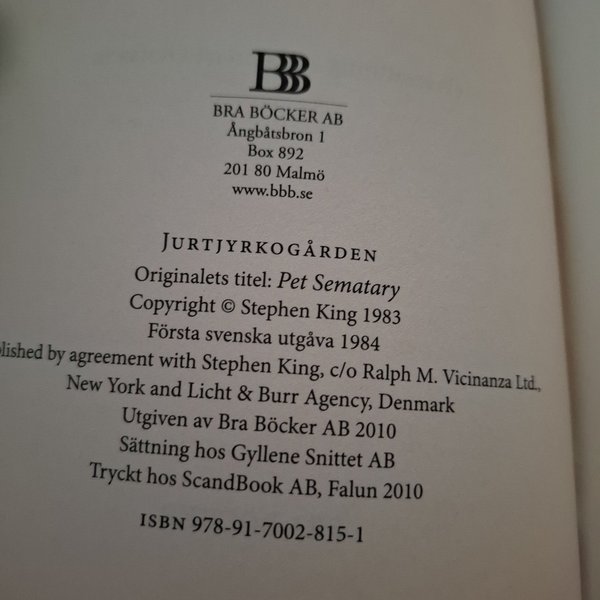 BBB
BRA BÖCKER AB
Ångbåtsbron 1
Box 892
201 80 Malmö
www.bbb.se
JURTJYRKOGÅRDEN
Originalets titel: Pet Sematary
Copyright © Stephen King 1983
Första svenska utgåva 1984
by agreement with Stephen King, c/o Ralph M. Vicinanza Ltd.,
New York and Licht & Burr Agency, Denmark
Utgiven av Bra Böcker AB 2010
Sättning hos Gyllene Snittet AB
Tryckt hos ScandBook AB, Falun 2010
ISBN 978-91-7002-815-1